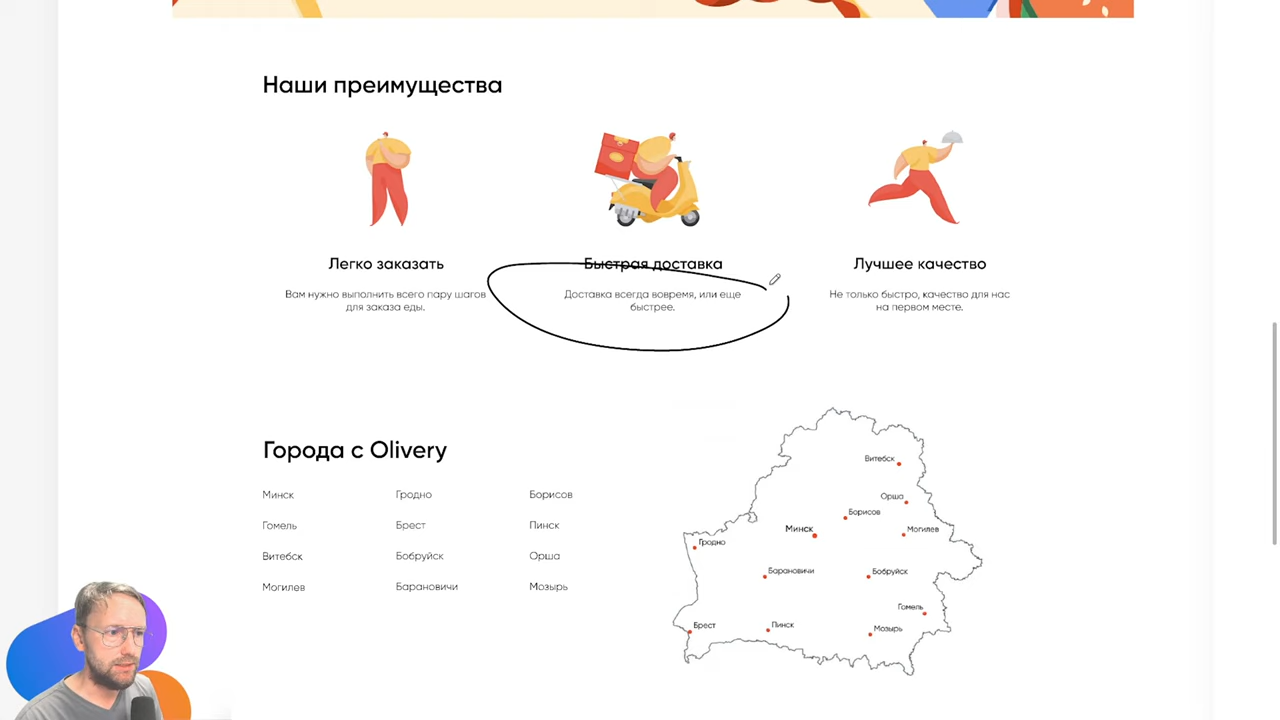 Наши преимущества
Легко заказать
Быстрая доставка
Лучшее качество
Вам нужно выполнить всего пару шагов
для заказа еды.
Доставка всегда вовремя, или еще
быстрее.
Не только быстро, качество для нас
на первом месте.
Города с Olivery
Минск
Гродно
Борисов
Гомель
Брест
Пинск
Витебск
Бобруйск
Орша
Могилев
Барановичи
Мозырь
Витебск
Орша
Борисов
Минск
Могилев
Гродно
Барановичи
Бобруйск
Гомель
Брест
Пинск
Мозырь